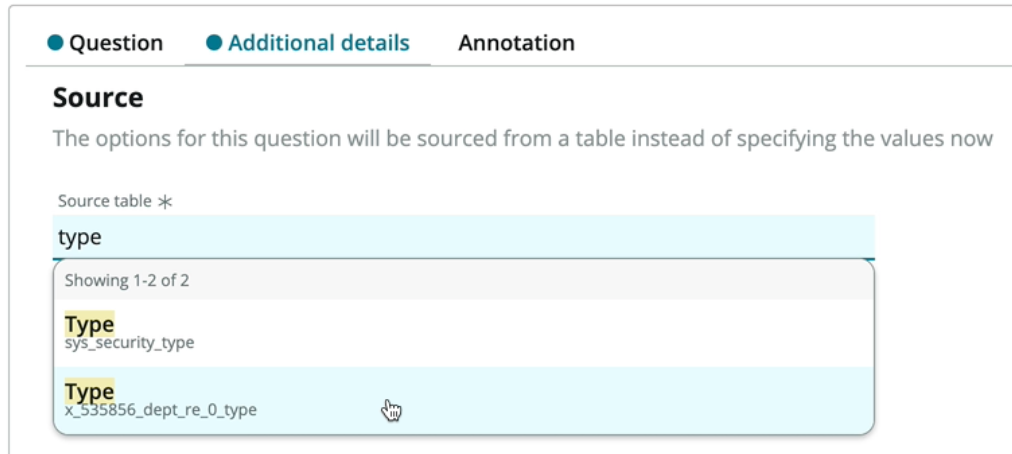 Question Additional details Annotation
Source
The options for this question will be sourced from a table instead of specifying the values now
Source table *
type
Showing 1-2 of 2
Type
sys_security_type
Type
x_535856_dept_re_0_type